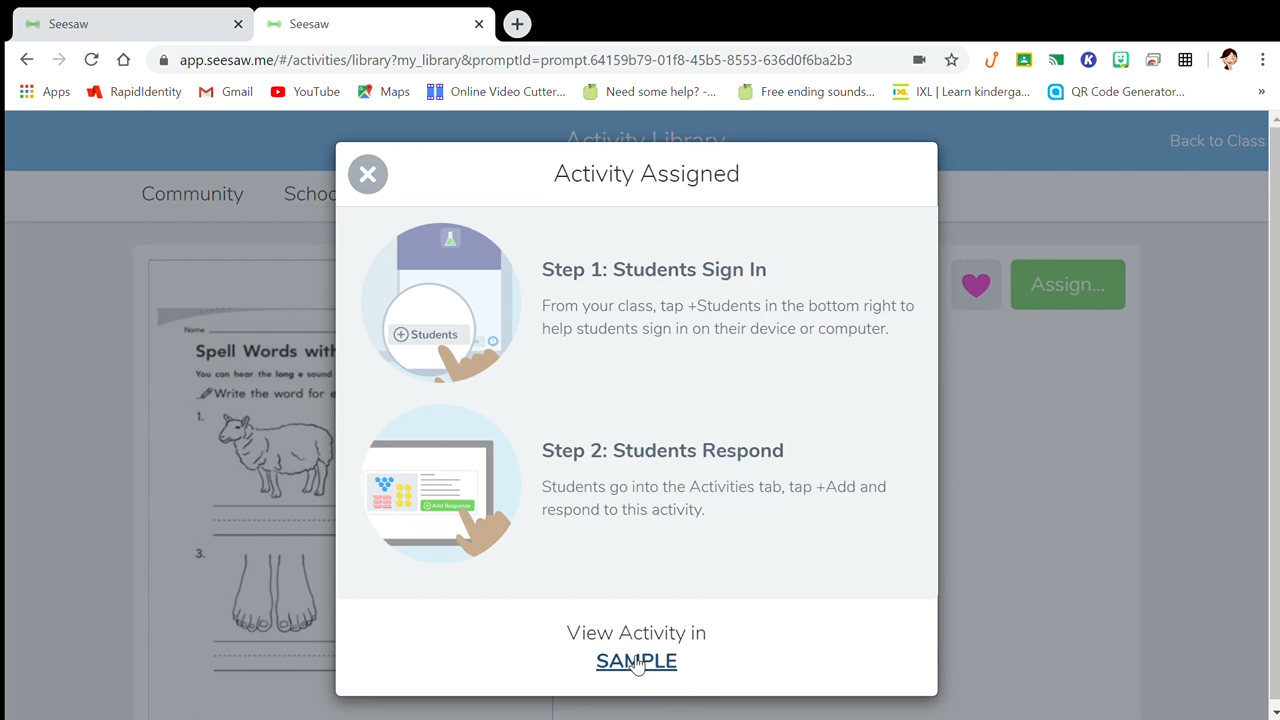 Seesaw
Seesaw
app.seesaw.me/#/activities/library?my_library&promptId=prompt.64159b79-01f8-45b5-8553-636d0f6ba2b3
Apps RapidIdentity Gmail YouTube Maps Online Video Cutter... Need some help? -... Free ending sounds... IXL | Learn kinderga... QR Code Generator... »
Activity Library
Back to Class
Community
Schoo
Activity Assigned
Assign...
Students
Step 1: Students Sign In
From your class, tap +Students in the bottom right to
help students sign in on their device or computer.
Add Response
Step 2: Students Respond
Students go into the Activities tab, tap +Add and
respond to this activity.
View Activity in
SAMPLE
Name
Spell Words with
You can hear the long e sound
Write the word for e
1.
3.